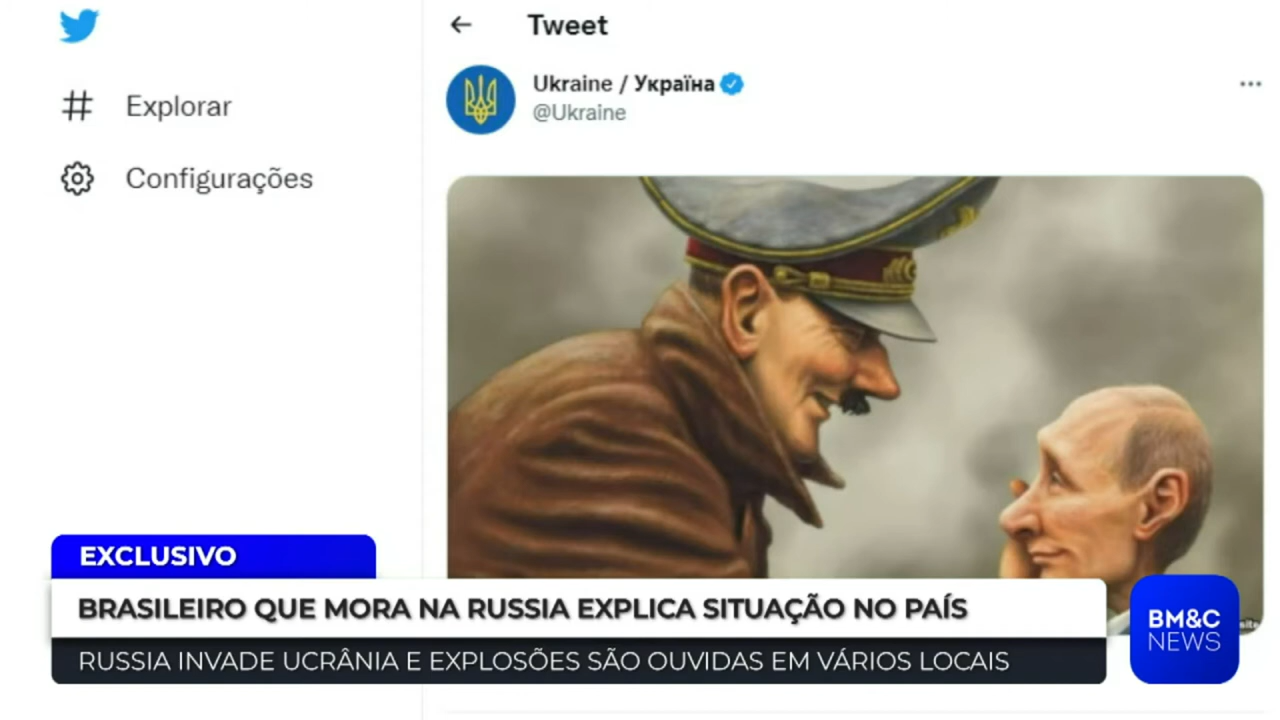 Tweet
Ukraine / Україна
@Ukraine
Explorar
Configurações
EXCLUSIVO
BRASILEIRO QUE MORA NA RUSSIA EXPLICA SITUAÇÃO NO PAÍS
RUSSIA INVADE UCRÂNIA E EXPLOSÕES SÃO OUVIDAS EM VÁRIOS LOCAIS
BM&C
NEWS